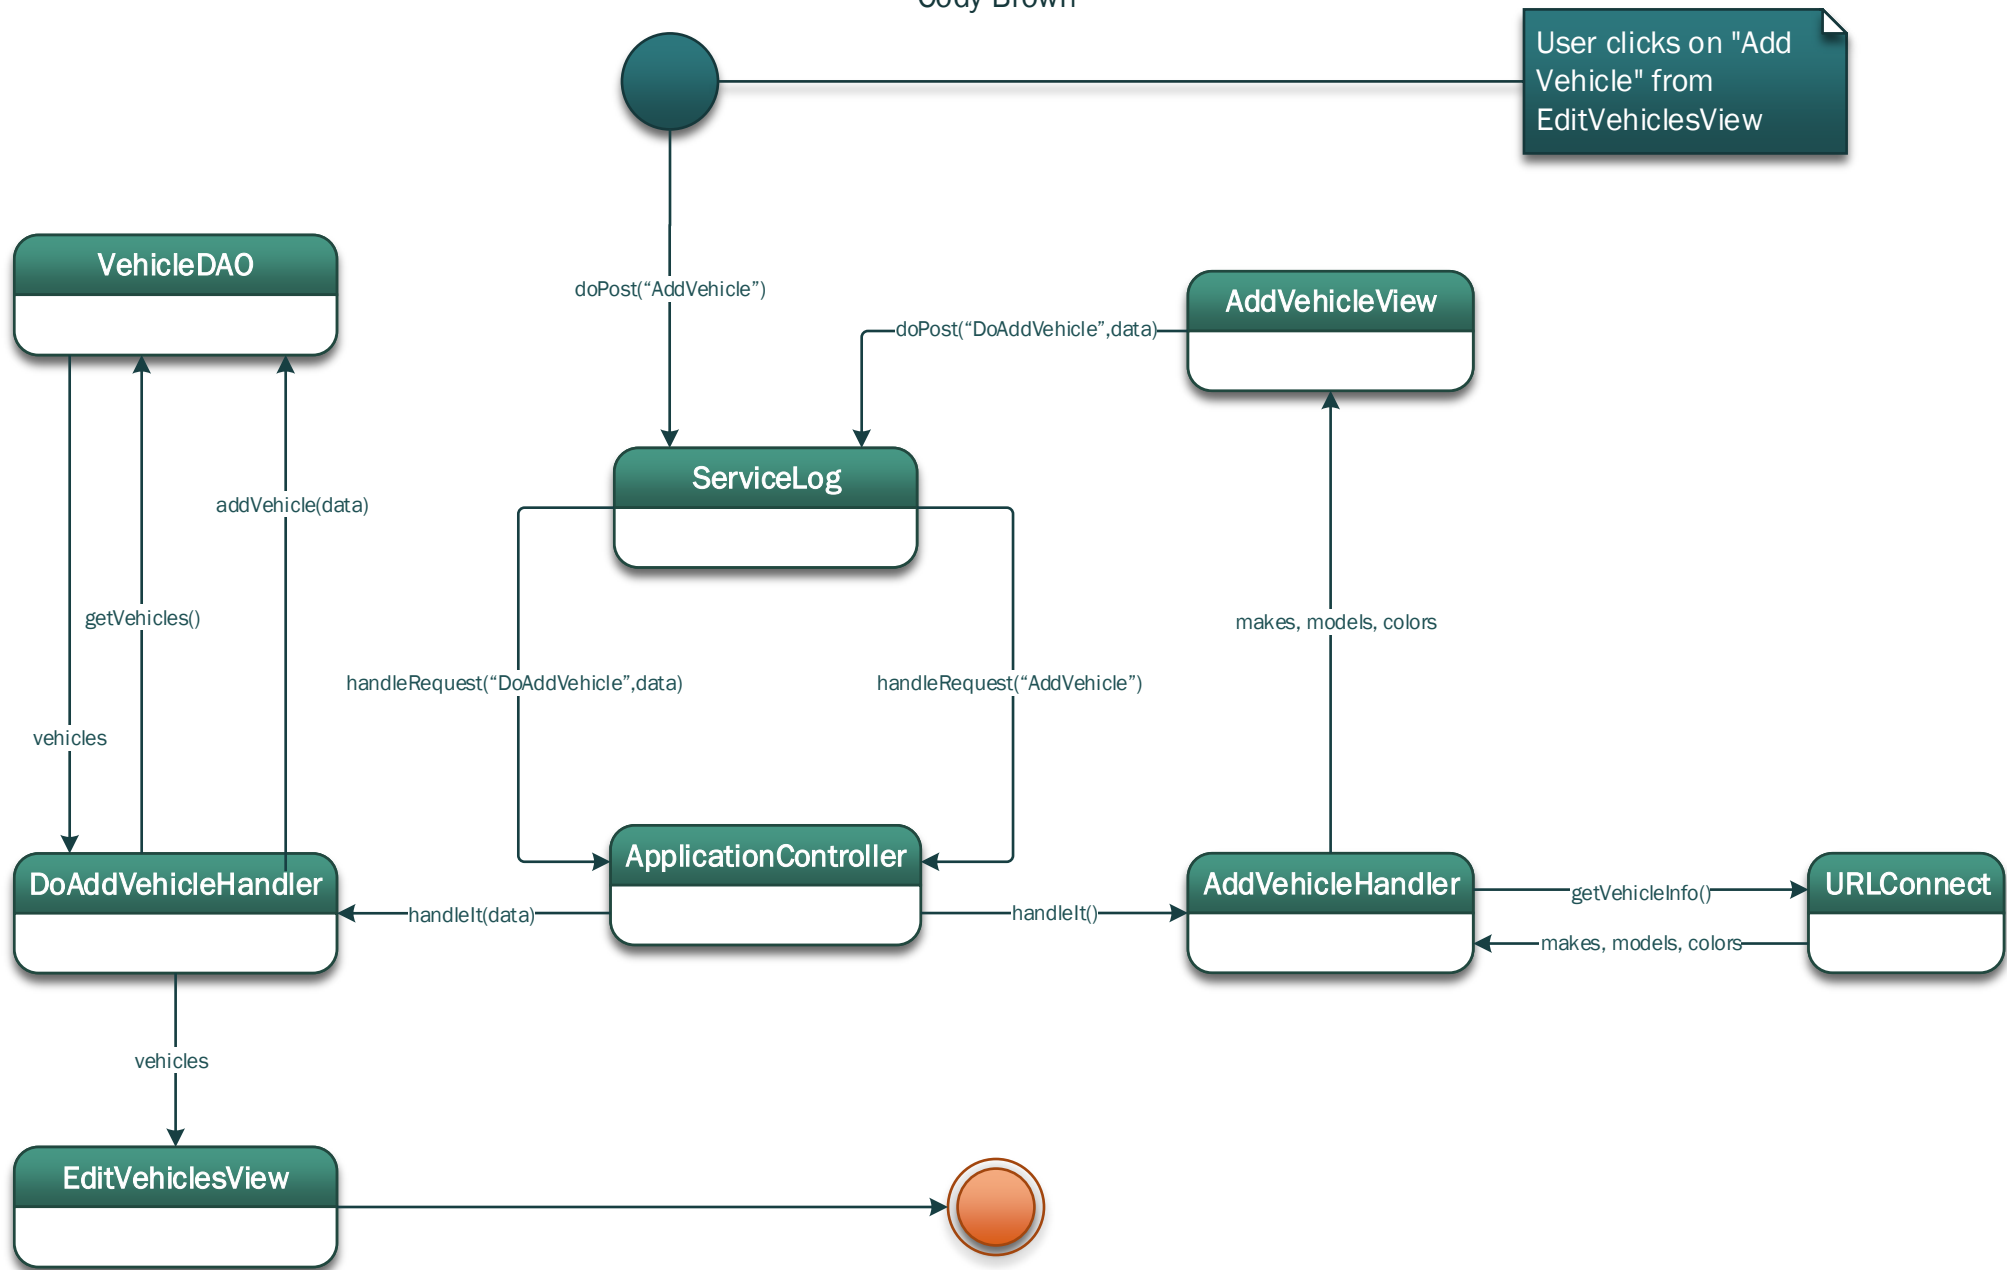 Cody Brown
User clicks on "Add
Vehicle" from
EditVehiclesView
VehicleDAO
doPost(“AddVehicle”)
AddVehicleView
doPost(“DoAddVehicle”,data)
ServiceLog
addVehicle(data)
getVehicles()
makes, models, colors
handleRequest(“DoAddVehicle”,data)
handleRequest(“AddVehicle”)
vehicles
ApplicationController
DoAddVehicleHandler
AddVehicleHandler
URLConnect
getVehicleInfo()
handleIt(data)
handleIt()
makes, models, colors
vehicles
EditVehiclesView